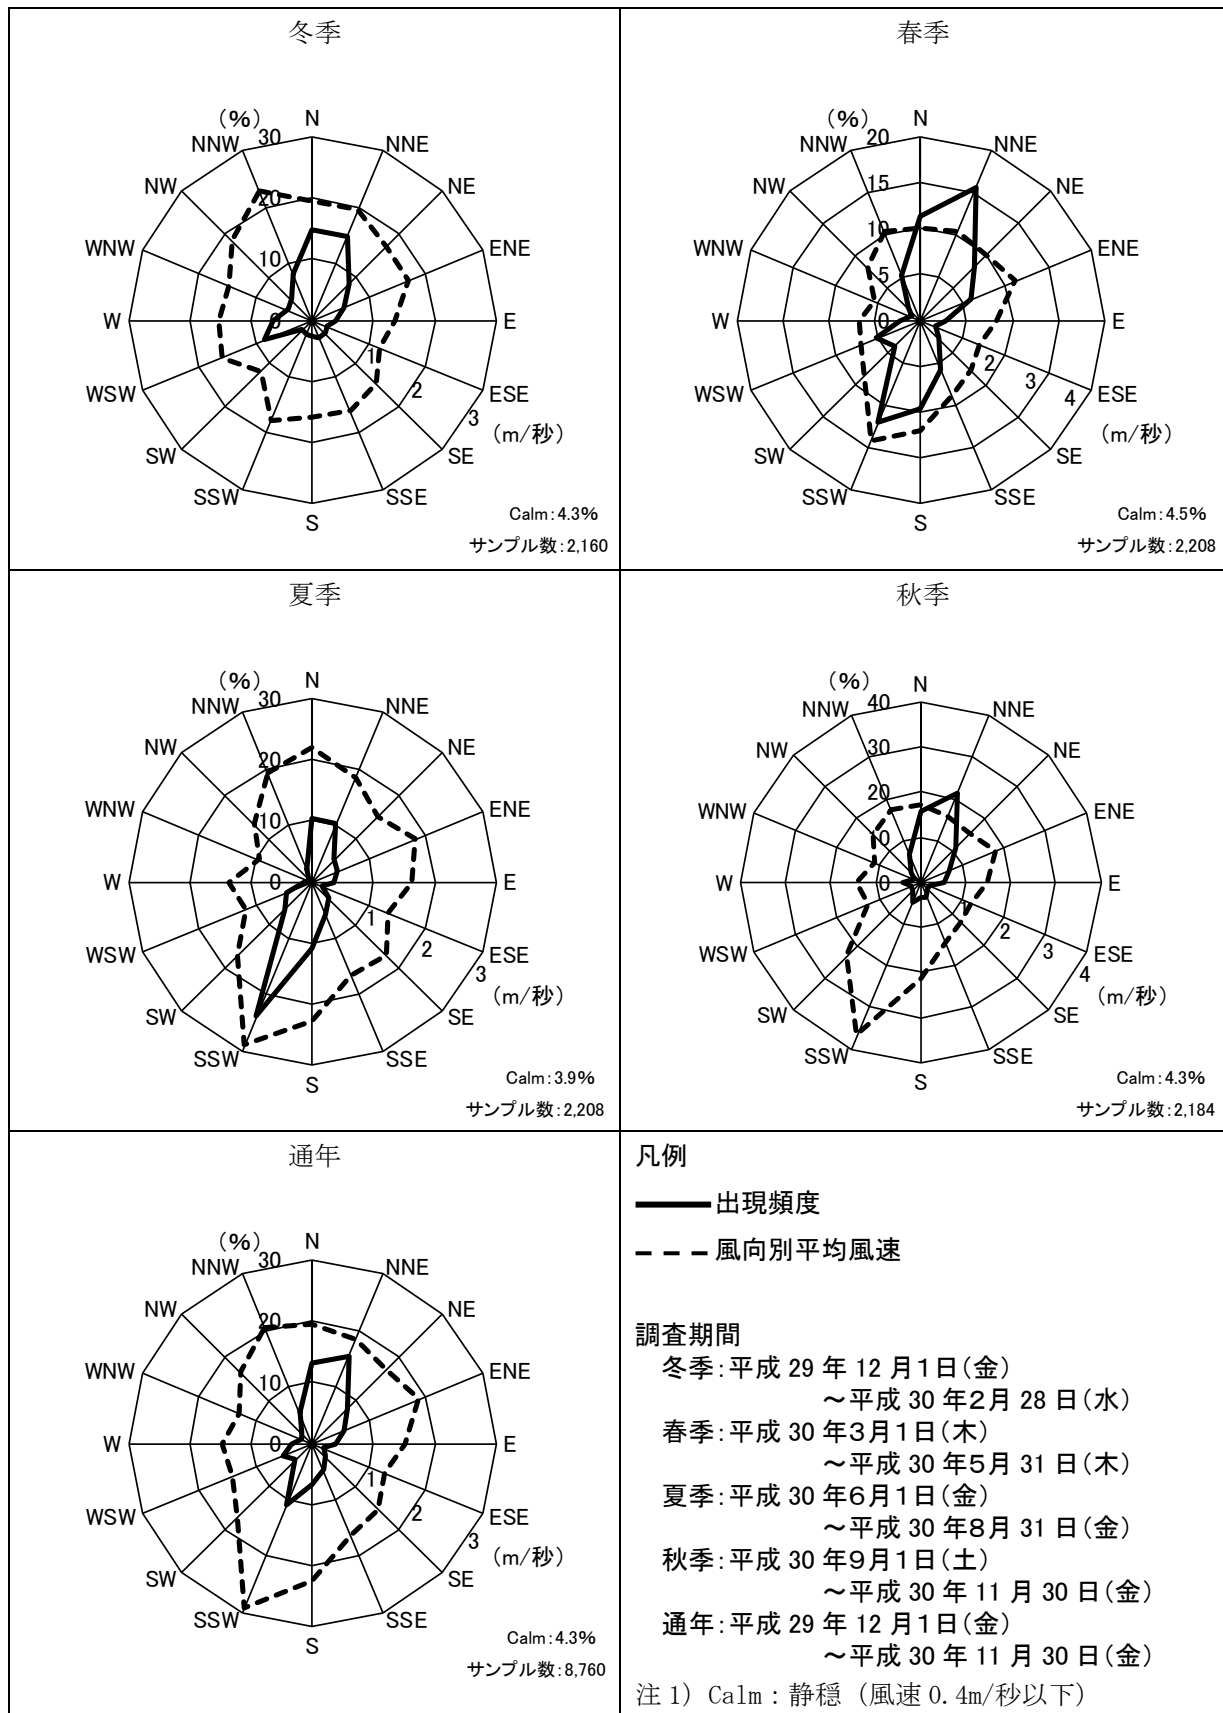 冬季
(%)
30
20
10
0
N
NNE
NE
ENE
E
ESE
SE
SSE
S
SSW
SW
WSW
W
WNW
NW
NNW
1
2
3
(m/秒)
Calm:4.3%
サンプル数:2,160
春季
(%)
20
15
10
5
0
N
NNE
NE
ENE
E
ESE
SE
SSE
S
SSW
SW
WSW
W
WNW
NW
NNW
2
3
4
(m/秒)
Calm:4.5%
サンプル数:2,208
夏季
(%)
30
20
10
0
N
NNE
NE
ENE
E
ESE
SE
SSE
S
SSW
SW
WSW
W
WNW
NW
NNW
1
2
3
(m/秒)
Calm:3.9%
サンプル数:2,208
秋季
(%)
40
30
20
10
0
N
NNE
NE
ENE
E
ESE
SE
SSE
S
SSW
SW
WSW
W
WNW
NW
NNW
1
2
3
4
(m/秒)
Calm:4.3%
サンプル数:2,184
通年
(%)
30
20
10
0
N
NNE
NE
ENE
E
ESE
SE
SSE
S
SSW
SW
WSW
W
WNW
NW
NNW
1
2
3
(m/秒)
Calm:4.3%
サンプル数:8,760
凡例
出現頻度
風向別平均風速
調査期間
冬季:平成 29 年 12 月1日(金)
～平成 30 年2月 28 日(水)
春季:平成 30 年3月1日(木)
～平成 30 年5月 31 日(木)
夏季:平成 30 年6月1日(金)
～平成 30 年8月 31 日(金)
秋季:平成 30 年9月1日(土)
～平成 30 年 11 月 30 日(金)
通年:平成 29 年 12 月1日(金)
～平成 30 年 11 月 30 日(金)
注 1) Calm：静穏（風速 0.4m/秒以下）